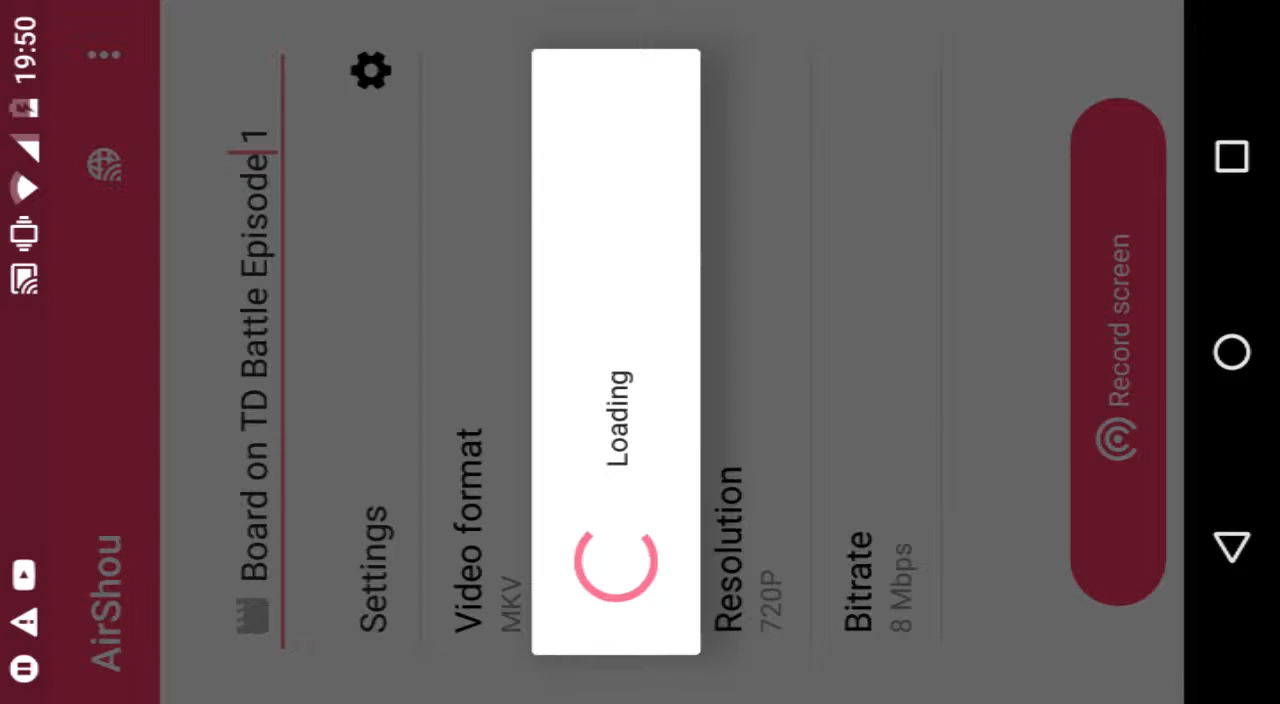 19:50
AirShou
Board on TD Battle Episode 1
Settings
Video format
MKV
Loading
Resolution
720P
Bitrate
8 Mbps
Record screen